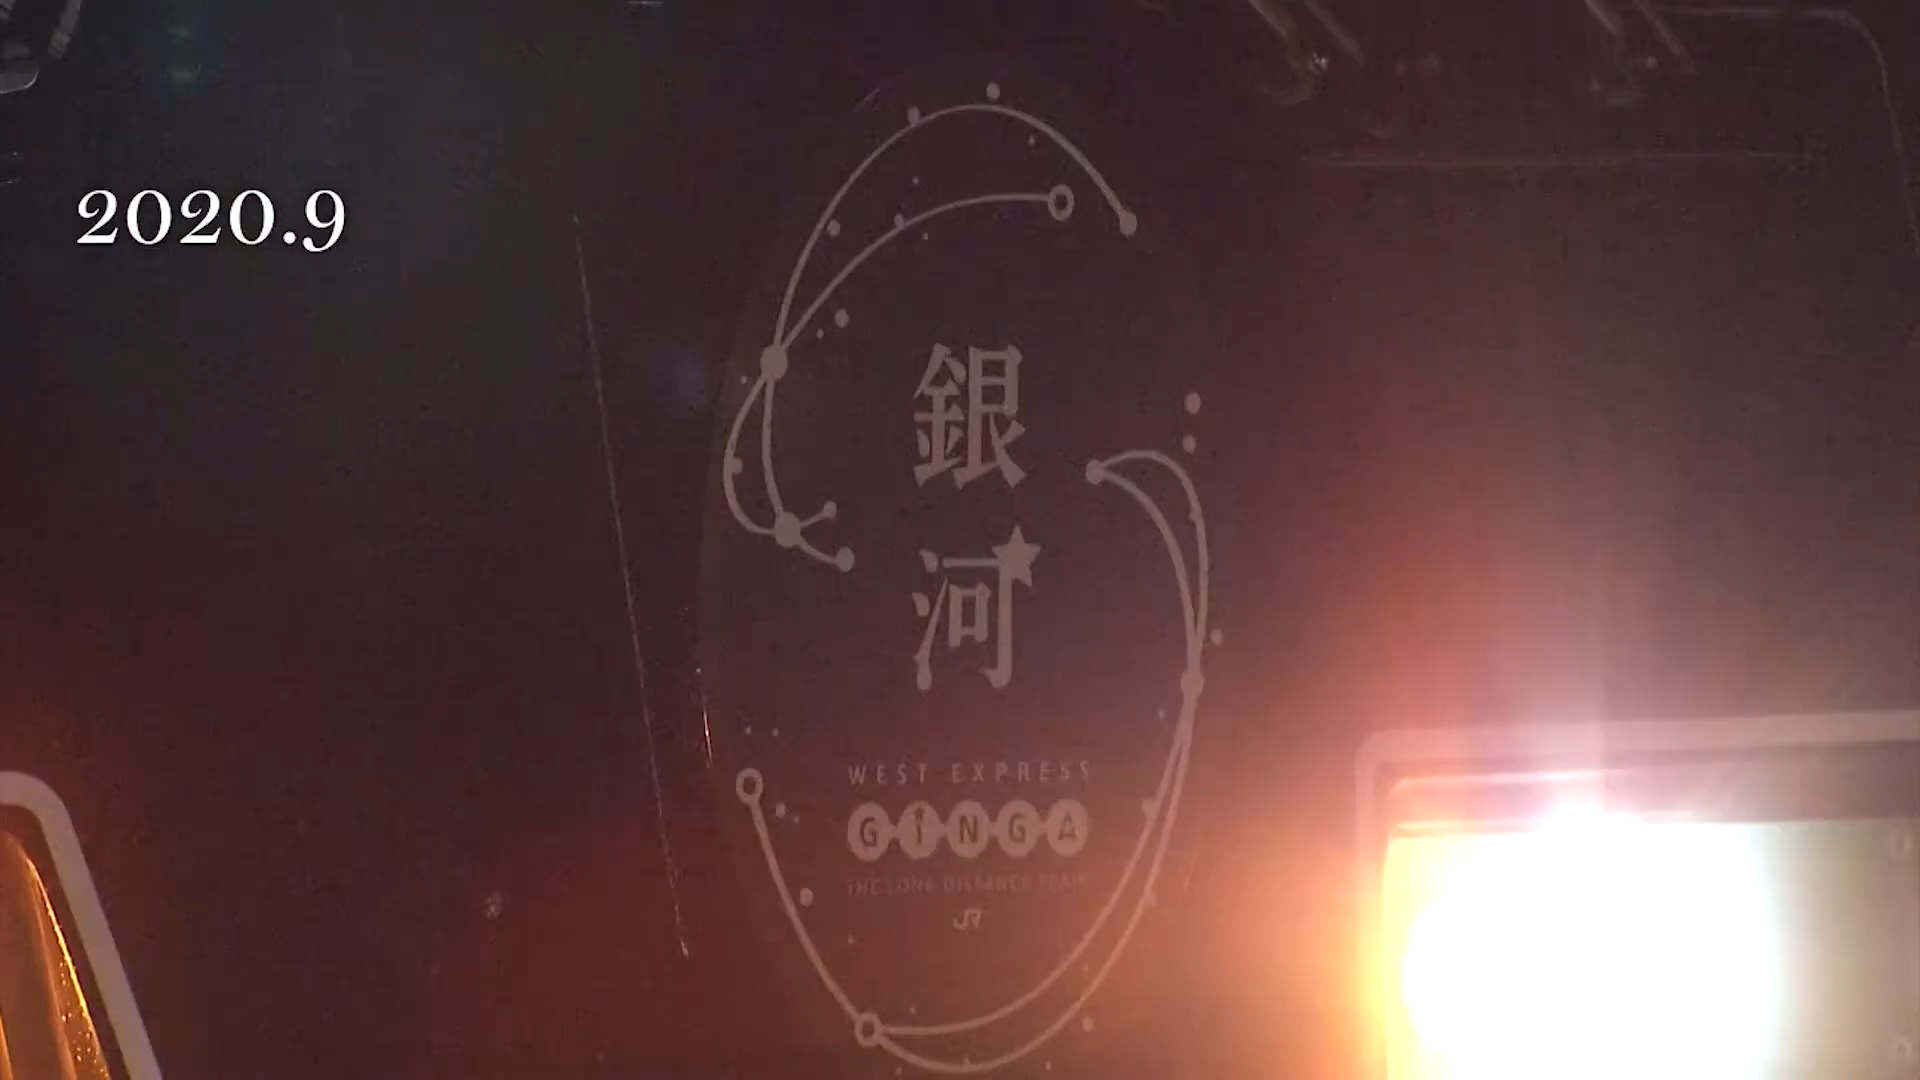 2020.9
銀
河
WEST EXPRESS
GINGA
THE LONG DISTANCE TRAIN
JR